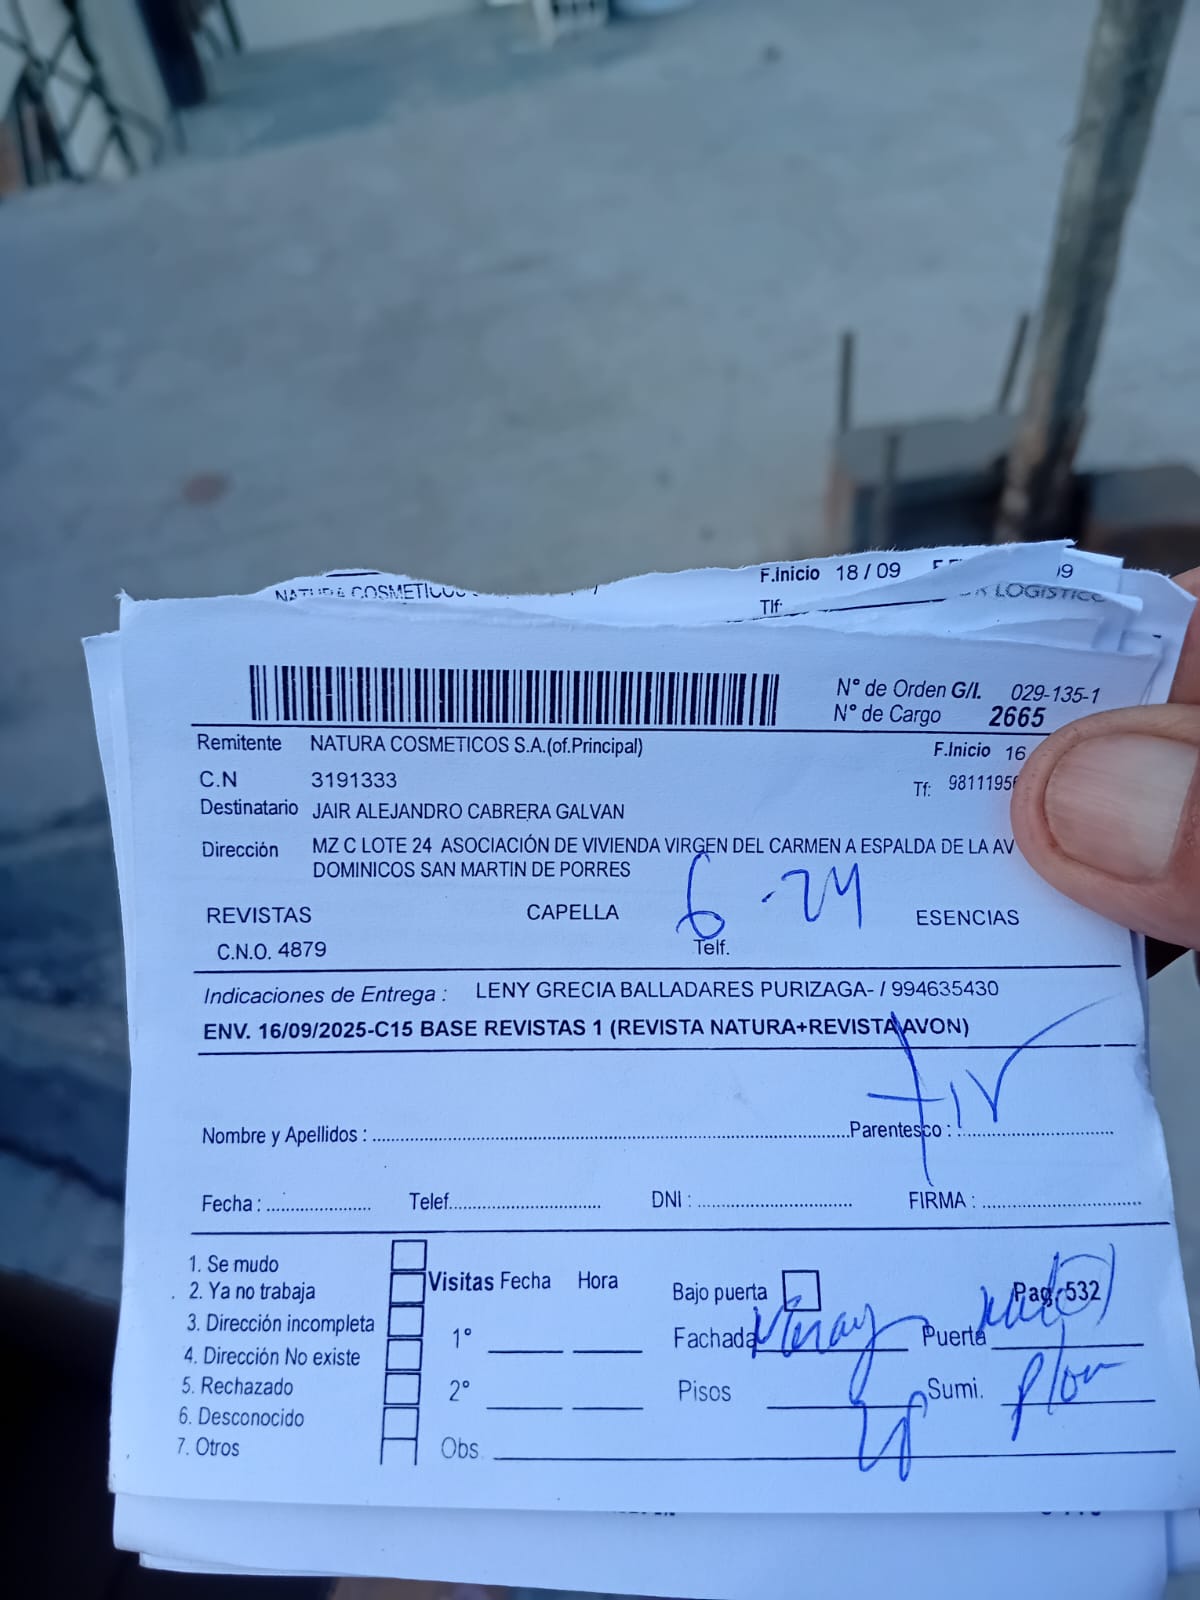 NATURA COSMETICOS
F.Inicio 18 / 09
09
Tlf:
LOGISTICO
N° de Orden G/I. 029-135-1
N° de Cargo 2665
Remitente NATURA COSMETICOS S.A.(of.Principal)
F.Inicio 16
C.N 3191333
Tf: 9811195
Destinatario JAIR ALEJANDRO CABRERA GALVAN
Dirección MZ C LOTE 24 ASOCIACIÓN DE VIVIENDA VIRGEN DEL CARMEN A ESPALDA DE LA AV
DOMINICOS SAN MARTIN DE PORRES
6 - 24
REVISTAS CAPELLA ESENCIAS
C.N.O. 4879 Telf.
Indicaciones de Entrega : LENY GRECIA BALLADARES PURIZAGA- / 994635430
ENV. 16/09/2025-C15 BASE REVISTAS 1 (REVISTA NATURA+REVISTA AVON)
Nombre y Apellidos : Parentesco :
Fecha : Telef. DNI : FIRMA :
1. Se mudo
2. Ya no trabaja
3. Dirección incompleta
4. Dirección No existe
5. Rechazado
6. Desconocido
7. Otros
Visitas Fecha Hora
1°
2°
Obs.
Bajo puerta Pag. 532
Fachada Puerta
Pisos Sumi.